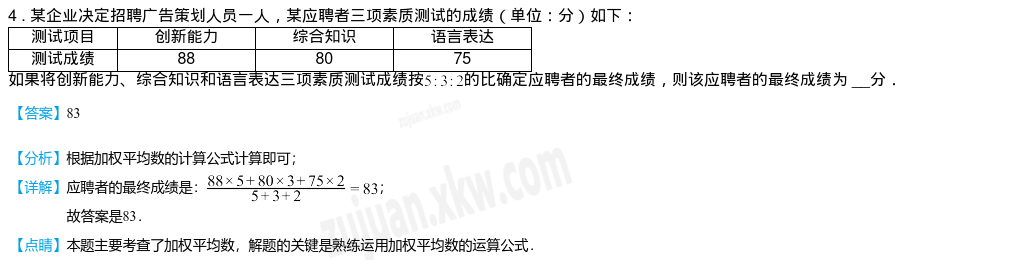 4．某企业决定招聘广告策划人员一人，某应聘者三项素质测试的成绩（单位：分）如下：
测试项目 创新能力 综合知识 语言表达
测试成绩 88 80 75
如果将创新能力、综合知识和语言表达三项素质测试成绩按5:3:2的比确定应聘者的最终成绩，则该应聘者的最终成绩为 __分．
【答案】83
【分析】根据加权平均数的计算公式计算即可；
【详解】应聘者的最终成绩是：(88×5+80×3+75×2)/(5+3+2)=83；
故答案是83．
【点睛】本题主要考查了加权平均数，解题的关键是熟练运用加权平均数的运算公式．
zujuan.xkw.com
zujuan.xkw.com